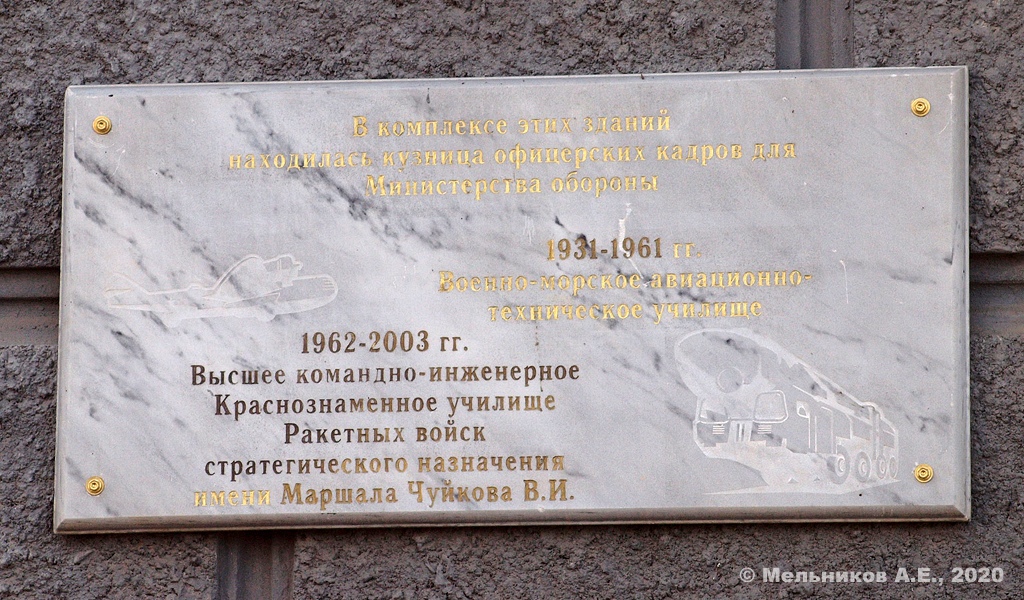 В комплексе этих зданий
находилась кузница офицерских кадров для
Министерства обороны
1931-1961 гг.
Военно-морское авиационно-
техническое училище
1962-2003 гг.
Высшее командно-инженерное
Краснознаменное училище
Ракетных войск
стратегического назначения
имени Маршала Чуйкова В.И.
© Мельников А.Е., 2020